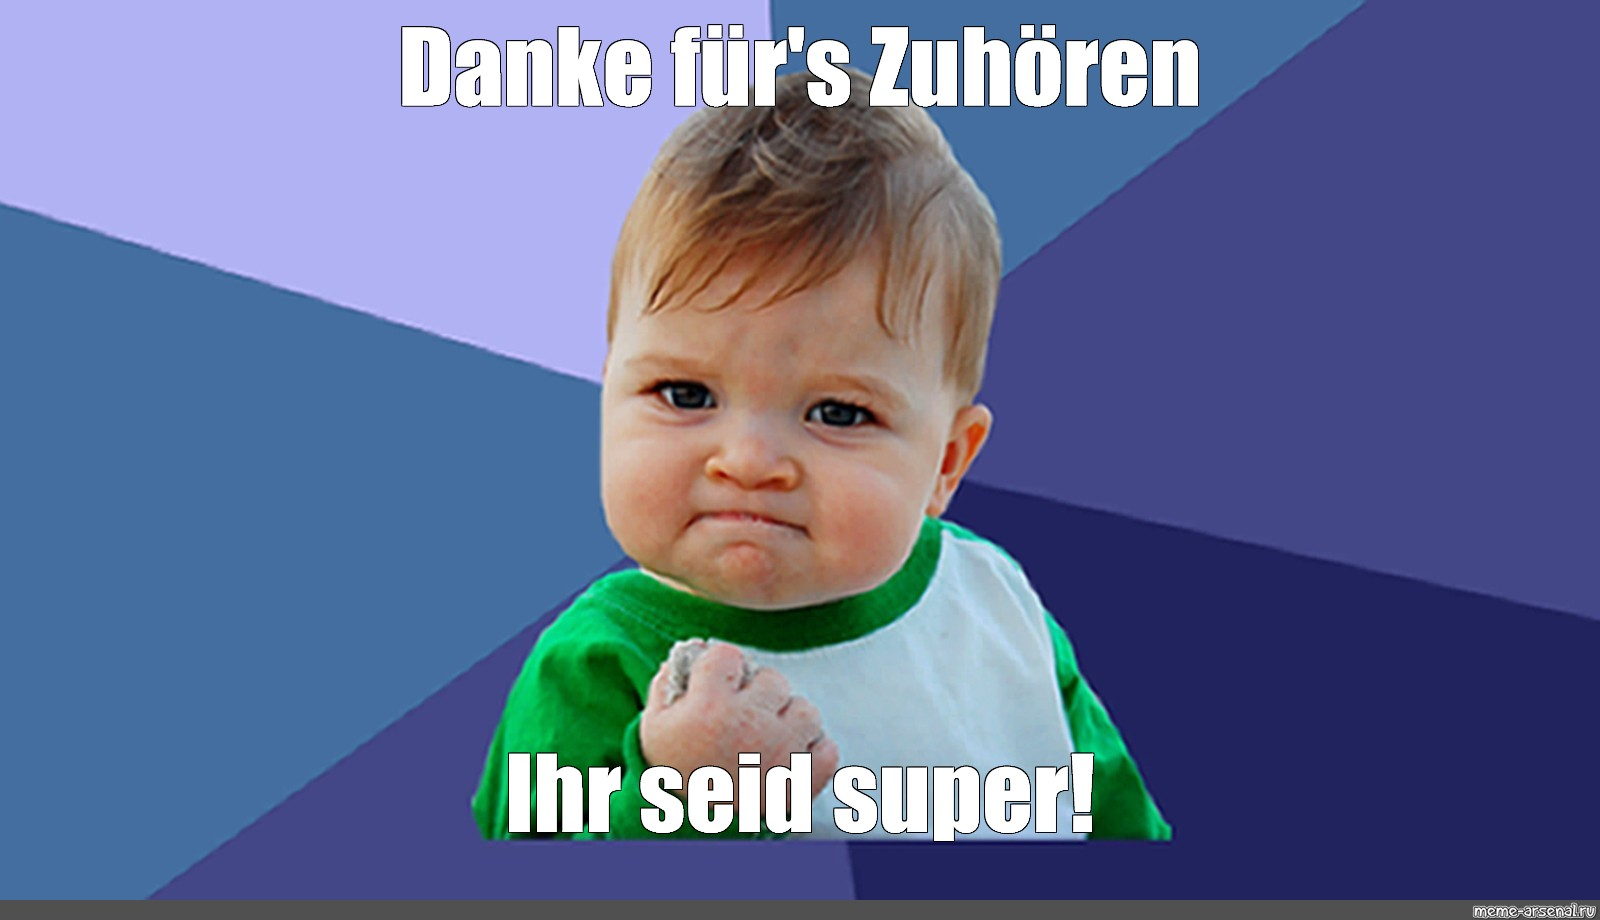 Danke für's Zuhören
Ihr seid super!
meme-arsenal.ru